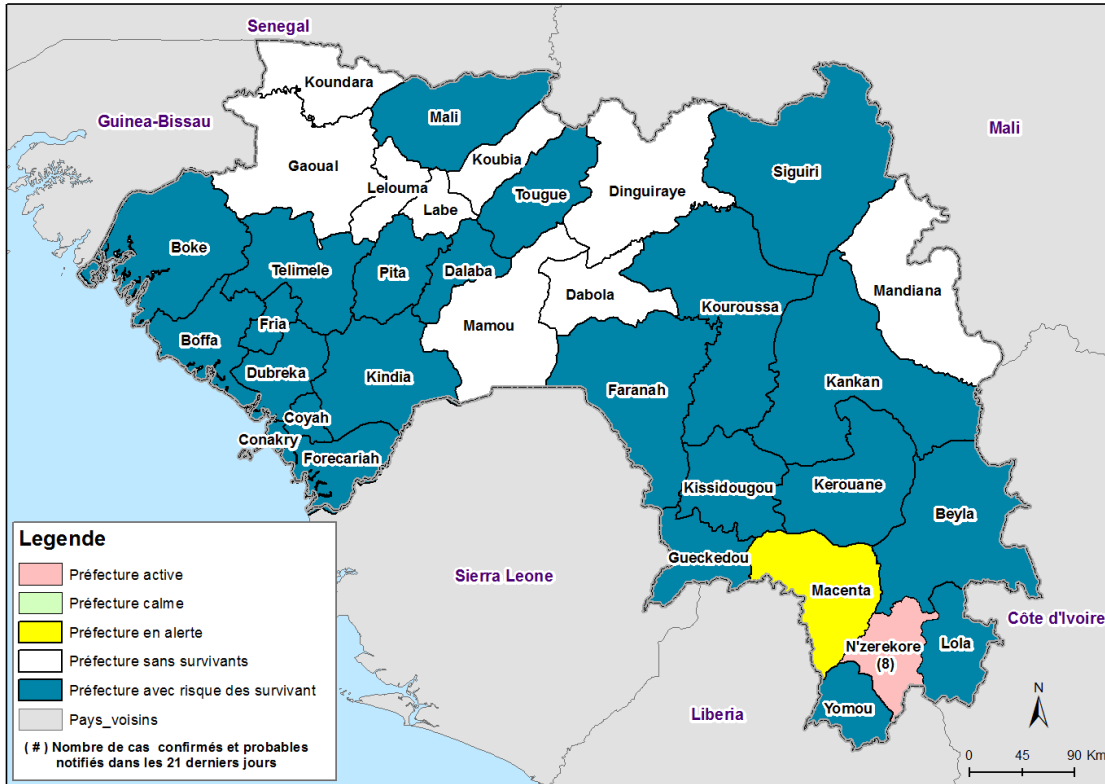 Senegal
Koundara
Guinea-Bissau
Mali
Mali
Koubia
Gaoual
Lelouma
Labe
Tougue
Dinguiraye
Siguiri
Boke
Telimele
Pita
Dalaba
Dabola
Mandiana
Kouroussa
Mamou
Fria
Boffa
Dubreka
Kindia
Faranah
Kankan
Coyah
Conakry
Forecariah
Kissidougou
Kerouane
Beyla
Gueckedou
Macenta
Sierra Leone
Côte d'Ivoire
N'zerekore
(8)
Lola
Yomou
Liberia
Legende
Préfecture active
Préfecture calme
Préfecture en alerte
Préfecture sans survivants
Préfecture avec risque des survivant
Pays_voisins
( # ) Nombre de cas confirmés et probables
notifiés dans les 21 derniers jours
N
0 45 90 Km